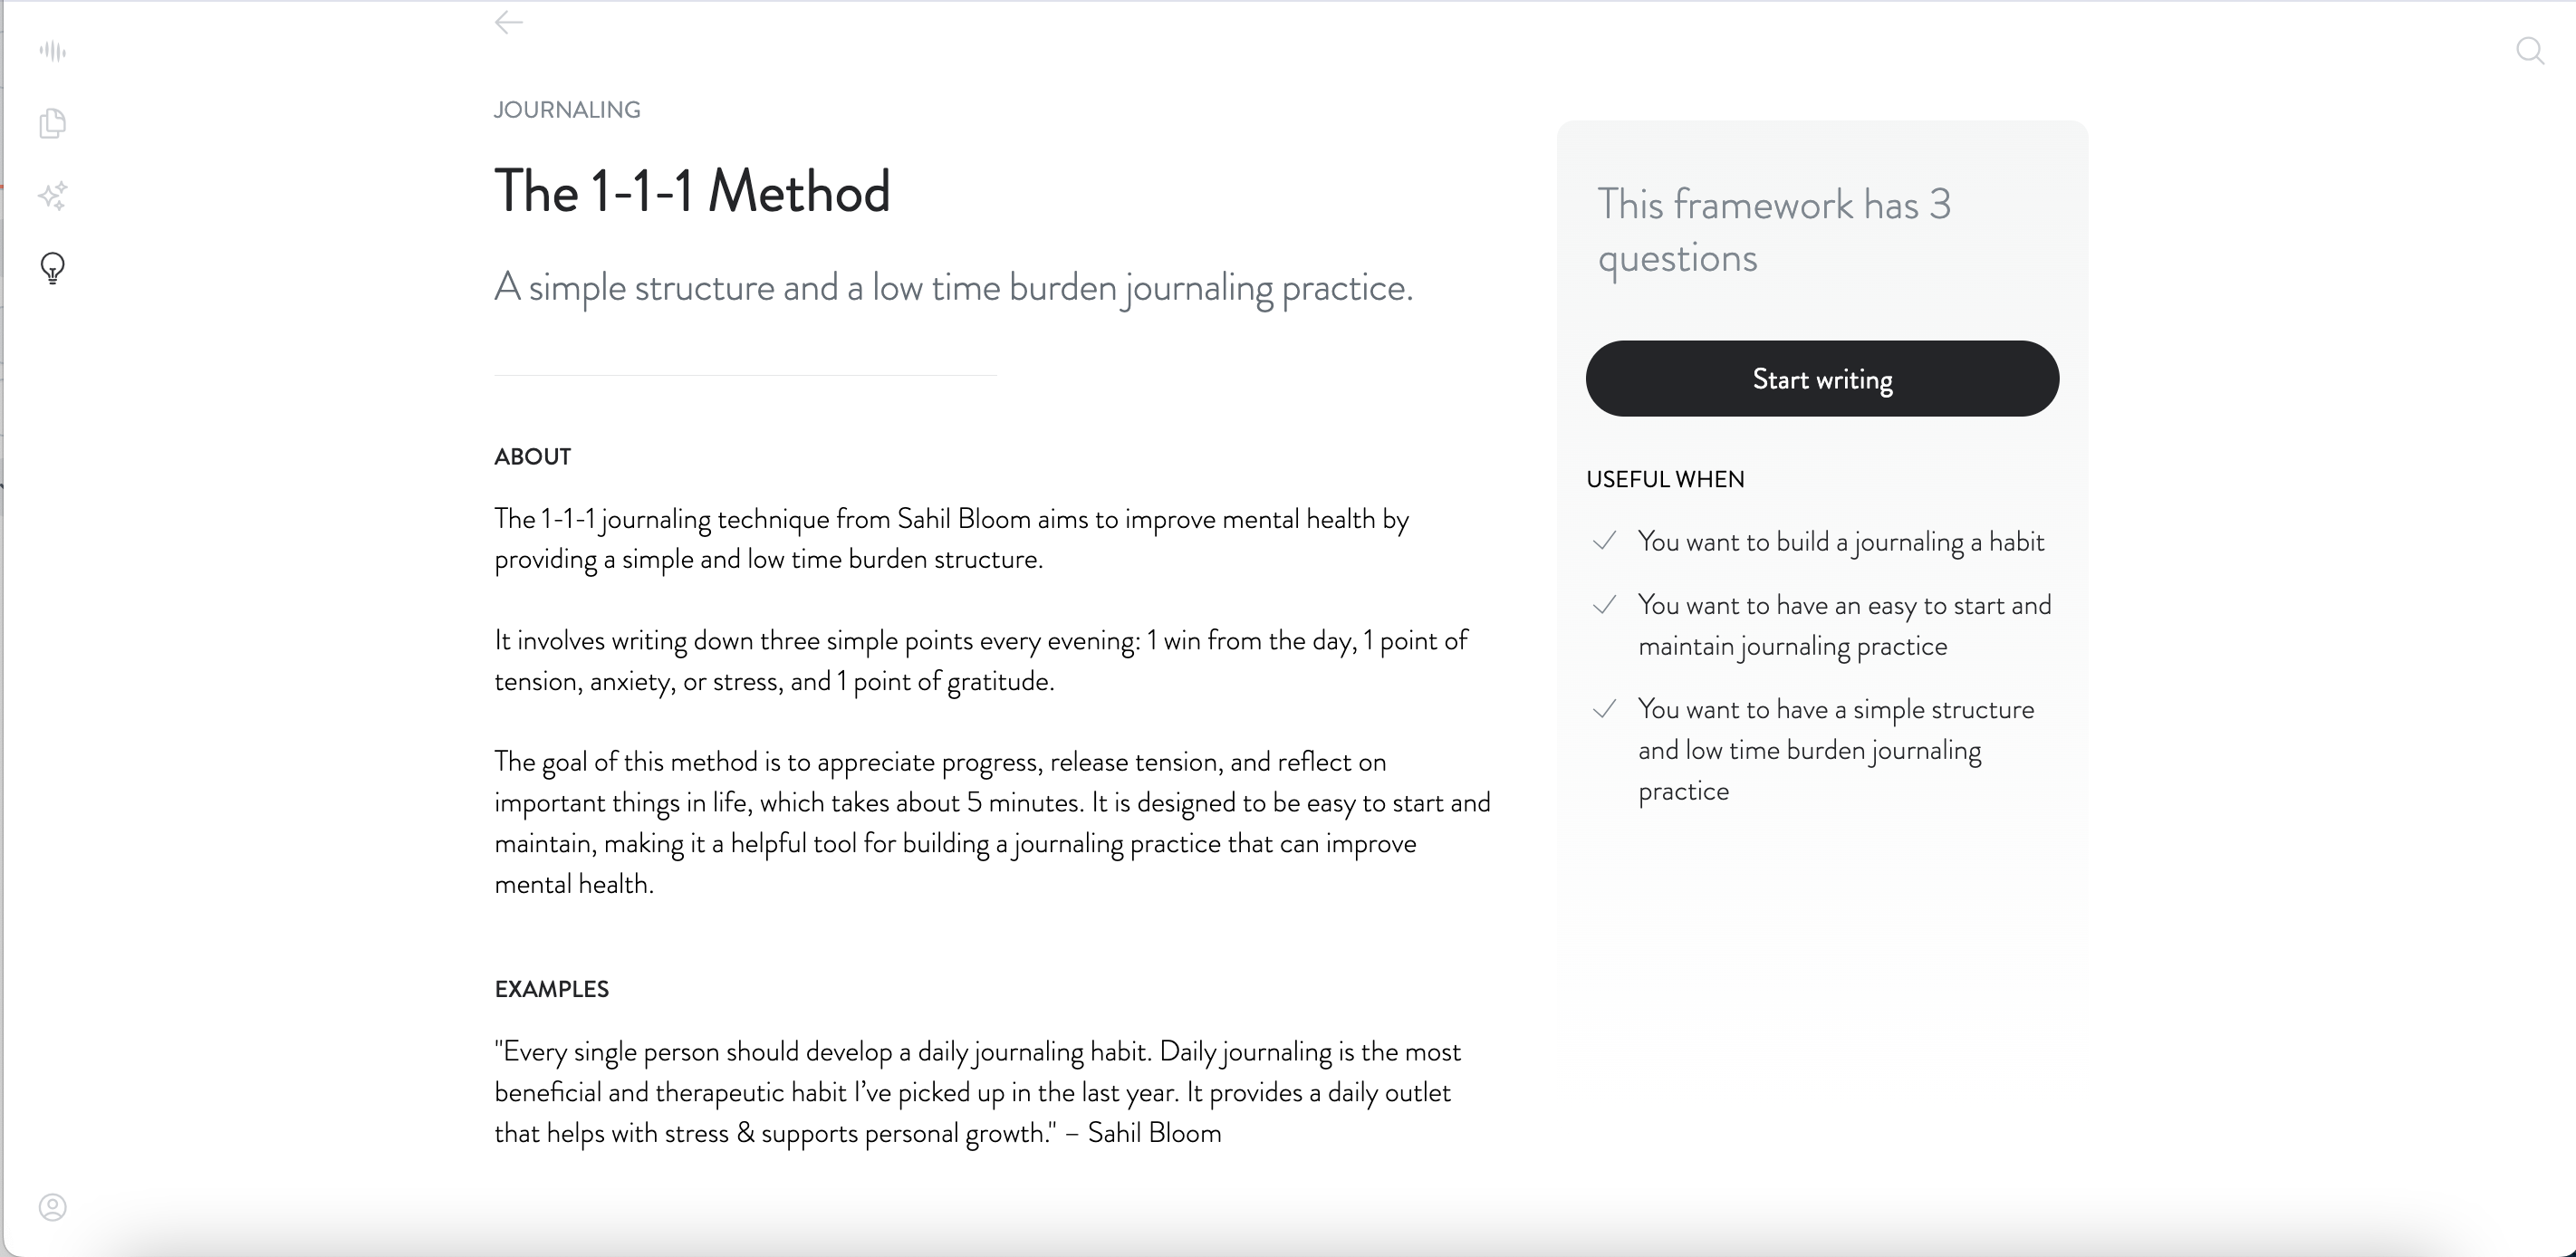 JOURNALING
The 1-1-1 Method
A simple structure and a low time burden journaling practice.
ABOUT
The 1-1-1 journaling technique from Sahil Bloom aims to improve mental health by
providing a simple and low time burden structure.
It involves writing down three simple points every evening: 1 win from the day, 1 point of
tension, anxiety, or stress, and 1 point of gratitude.
The goal of this method is to appreciate progress, release tension, and reflect on
important things in life, which takes about 5 minutes. It is designed to be easy to start and
maintain, making it a helpful tool for building a journaling practice that can improve
mental health.
EXAMPLES
"Every single person should develop a daily journaling habit. Daily journaling is the most
beneficial and therapeutic habit I’ve picked up in the last year. It provides a daily outlet
that helps with stress & supports personal growth." – Sahil Bloom
This framework has 3
questions
Start writing
USEFUL WHEN
You want to build a journaling a habit
You want to have an easy to start and
maintain journaling practice
You want to have a simple structure
and low time burden journaling
practice